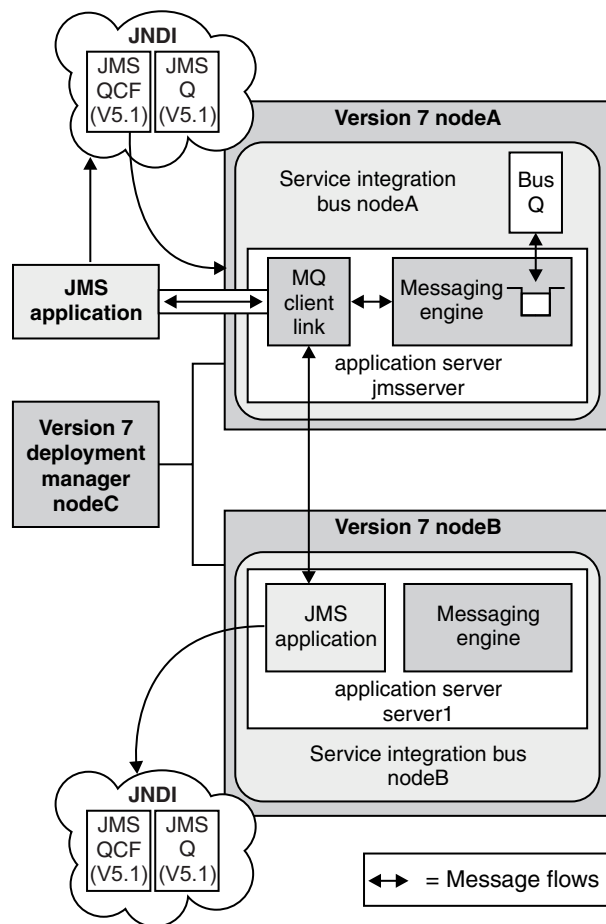 JNDI
JMS
QCF
(V5.1)
JMS
Q
(V5.1)
Version 7 nodeA
Service integration
bus nodeA
Bus
Q
JMS
application
MQ
client
link
Messaging
engine
application server
jmsserver
Version 7
deployment
manager
nodeC
Version 7 nodeB
JMS
application
Messaging
engine
application server
server1
Service integration bus
nodeB
JNDI
JMS
QCF
(V5.1)
JMS
Q
(V5.1)
= Message flows